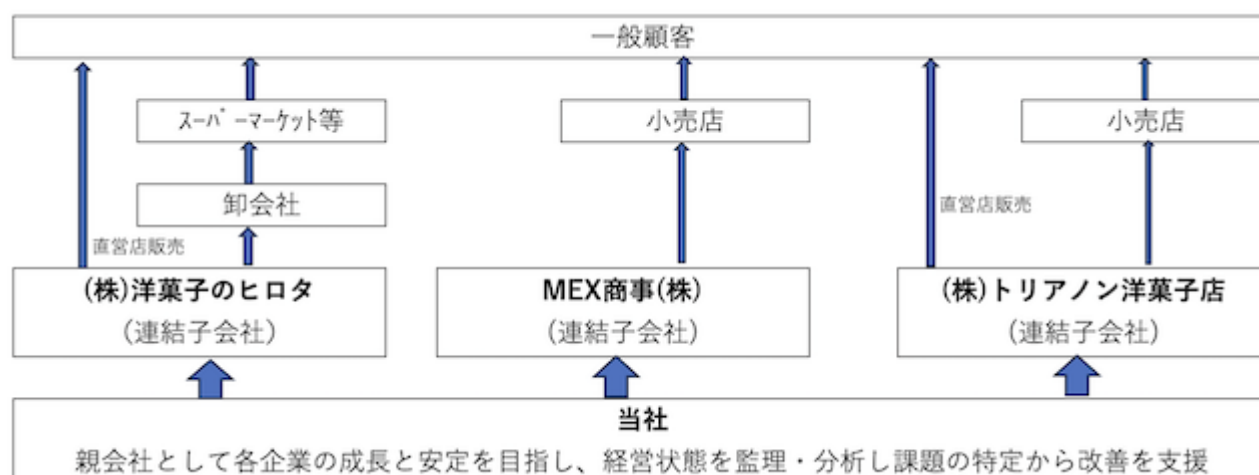 一般顧客
ｽｰﾊﾟｰﾏｰｹｯﾄ等
小売店
小売店
卸会社
直営店販売
直営店販売
(株)洋菓子のヒロタ
(連結子会社)
MEX商事(株)
(連結子会社)
(株)トリアノン洋菓子店
(連結子会社)
当社
親会社として各企業の成長と安定を目指し、経営状態を監理・分析し課題の特定から改善を支援